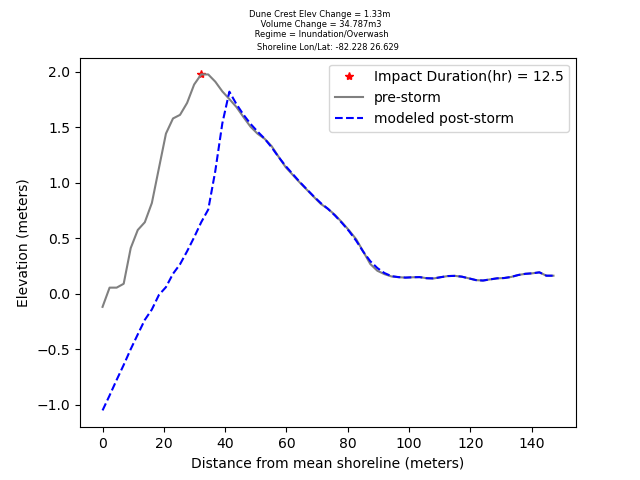 Dune Crest Elev Change = 1.33m
Volume Change = 34.787m3
Regime = Inundation/Overwash
Shoreline Lon/Lat: -82.228 26.629
Impact Duration(hr) = 12.5
pre-storm
modeled post-storm
Elevation (meters)
2.0
1.5
1.0
0.5
0.0
−0.5
−1.0
0 20 40 60 80 100 120 140
Distance from mean shoreline (meters)